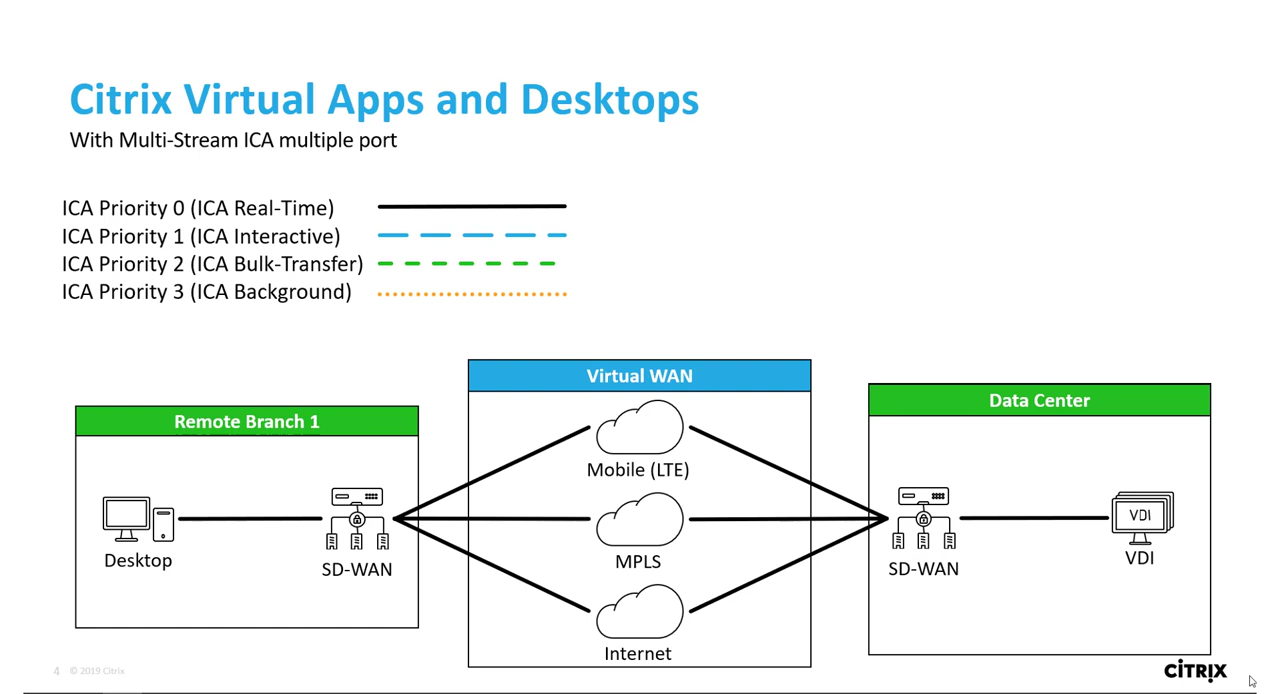 Citrix Virtual Apps and Desktops
With Multi-Stream ICA multiple port
ICA Priority 0 (ICA Real-Time)
ICA Priority 1 (ICA Interactive)
ICA Priority 2 (ICA Bulk-Transfer)
ICA Priority 3 (ICA Background)
Remote Branch 1
Desktop
SD-WAN
Virtual WAN
Mobile (LTE)
MPLS
Internet
Data Center
SD-WAN
VDI
VDI
4 © 2019 Citrix
CITRIX